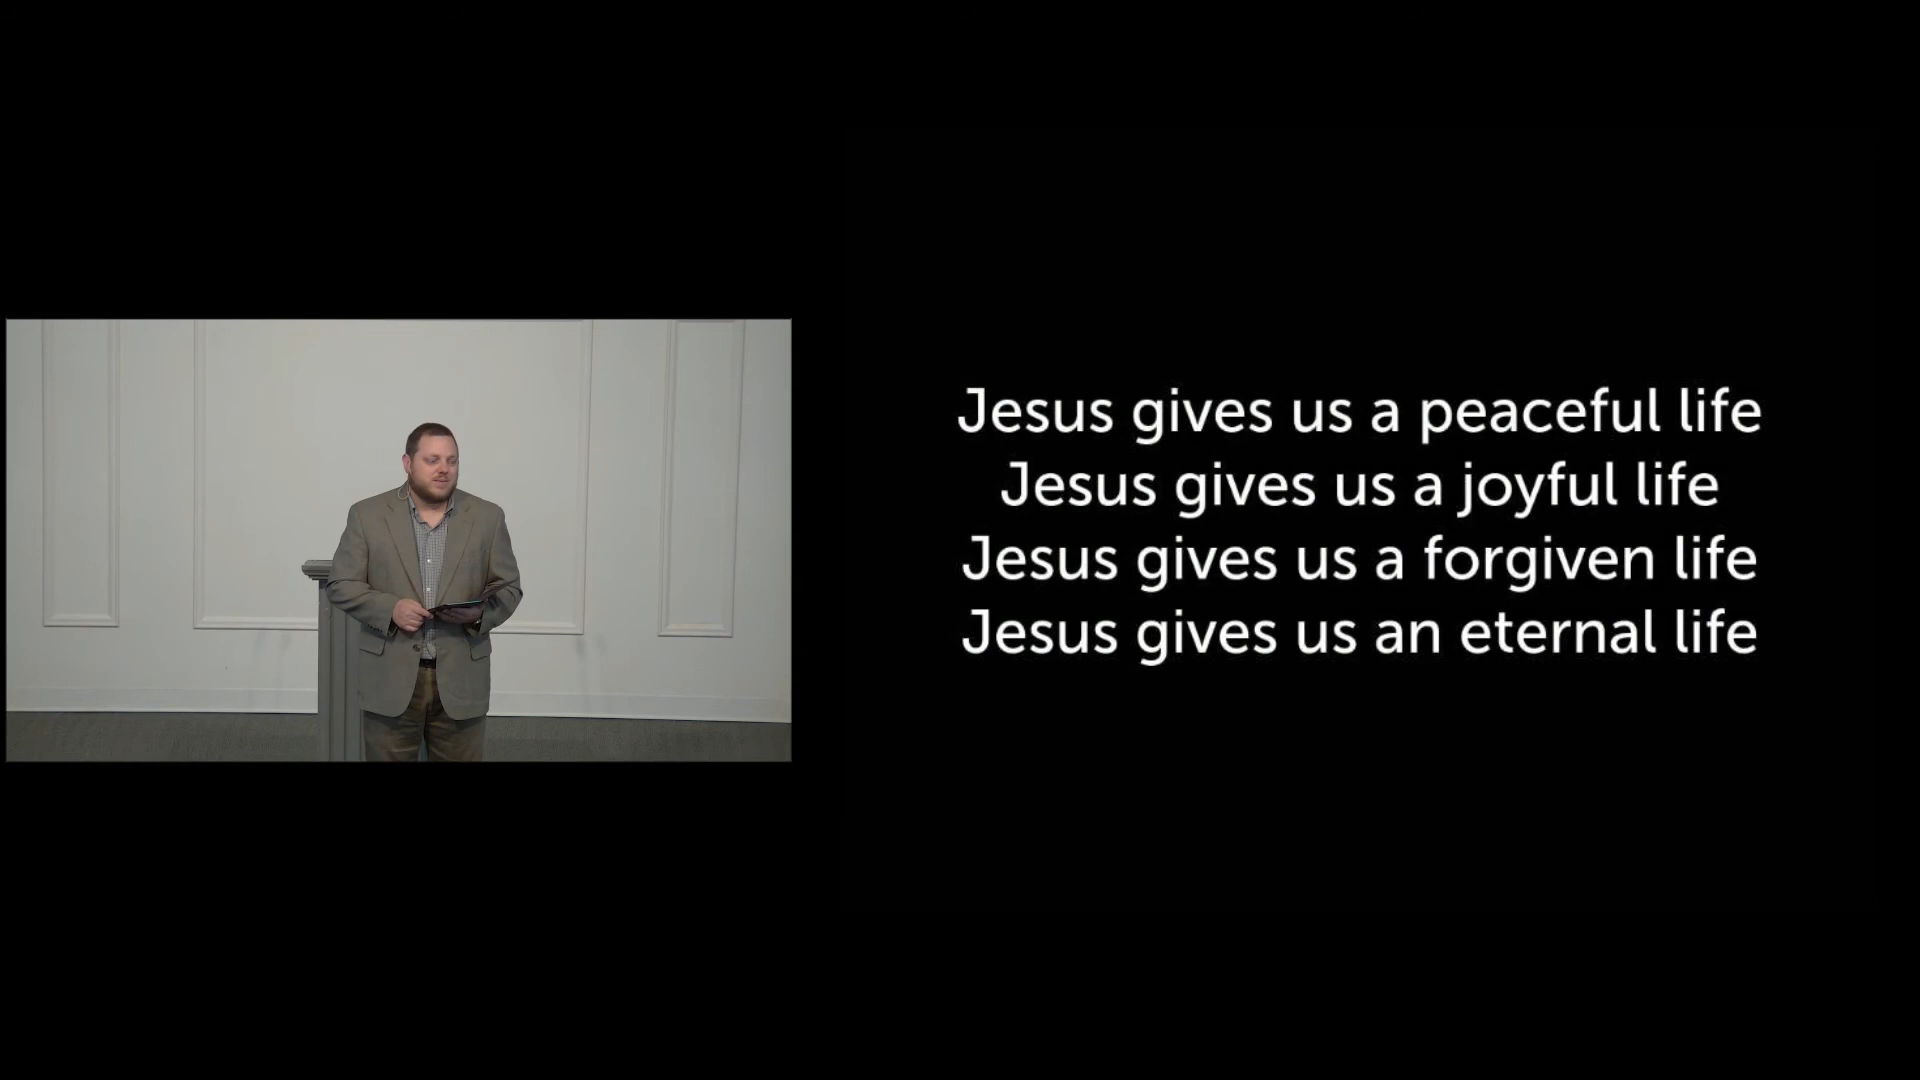 Jesus gives us a peaceful life
Jesus gives us a joyful life
Jesus gives us a forgiven life
Jesus gives us an eternal life